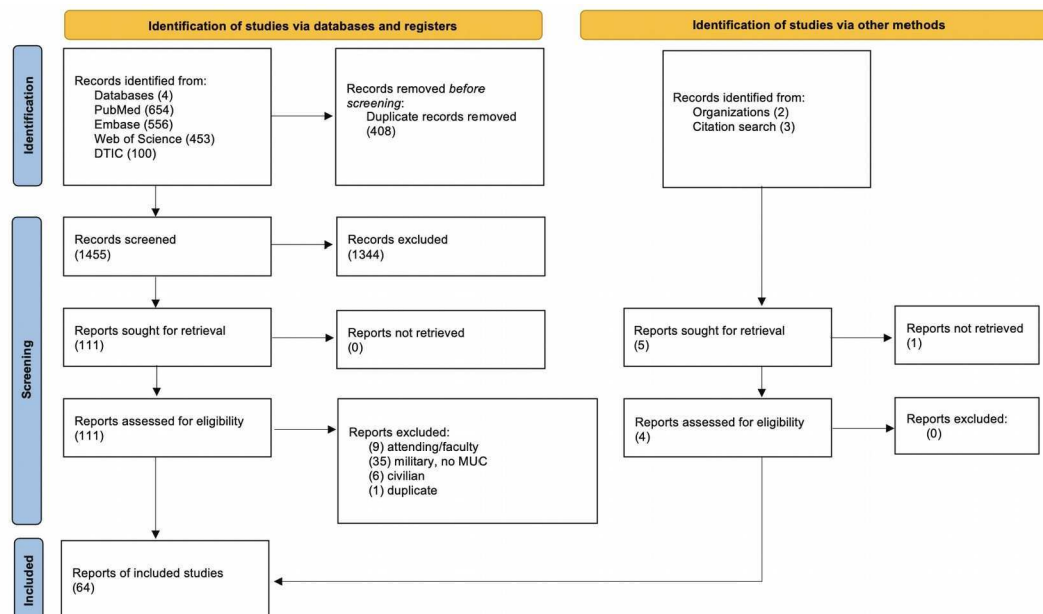 Identification of studies via databases and registers
Identification of studies via other methods
Identification
Records identified from:
Databases (4)
PubMed (654)
Embase (556)
Web of Science (453)
DTIC (100)
Records removed before
screening:
Duplicate records removed
(408)
Records identified from:
Organizations (2)
Citation search (3)
Screening
Records screened
(1455)
Records excluded
(1344)
Reports sought for retrieval
(111)
Reports not retrieved
(0)
Reports sought for retrieval
(5)
Reports not retrieved
(1)
Reports assessed for eligibility
(111)
Reports excluded:
(9) attending/faculty
(35) military, no MUC
(6) civilian
(1) duplicate
Reports assessed for eligibility
(4)
Reports excluded:
(0)
Included
Reports of included studies
(64)